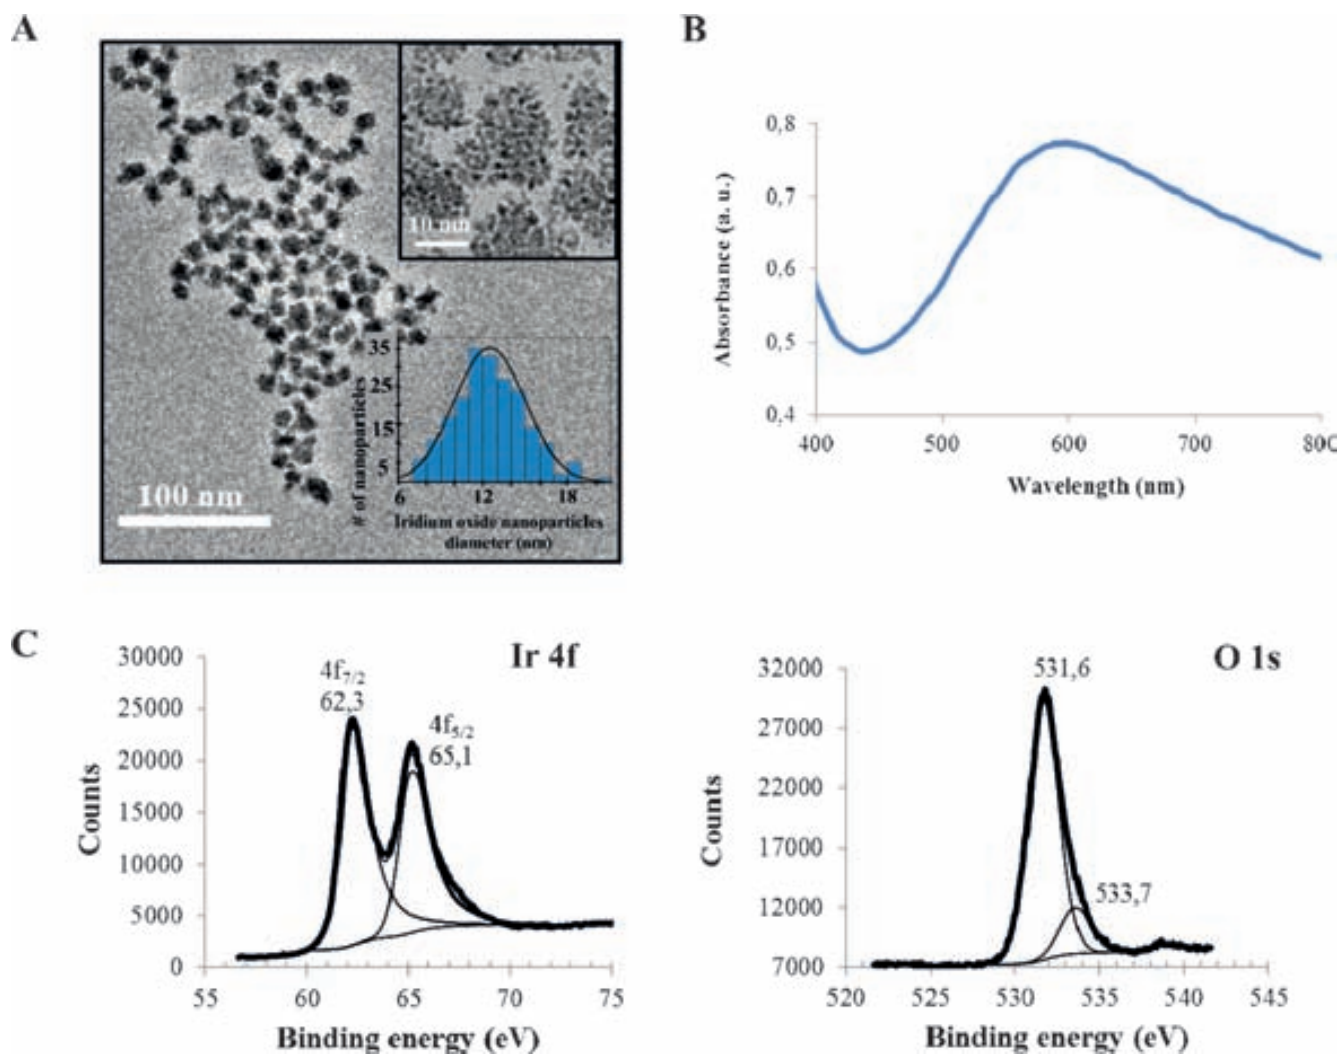 A
10 nm
100 nm
# of nanoparticles
35
25
15
5
6
12
18
Iridium oxide nanoparticles
diameter (nm)
B
Absorbance (a. u.)
0,8
0,7
0,6
0,5
0,4
400
500
600
700
800
Wavelength (nm)
C
Ir 4f
Counts
30000
25000
20000
15000
10000
5000
0
4f7/2
62,3
4f5/2
65,1
55
60
65
70
75
Binding energy (eV)
O 1s
Counts
32000
27000
22000
17000
12000
7000
531,6
533,7
520
525
530
535
540
545
Binding energy (eV)